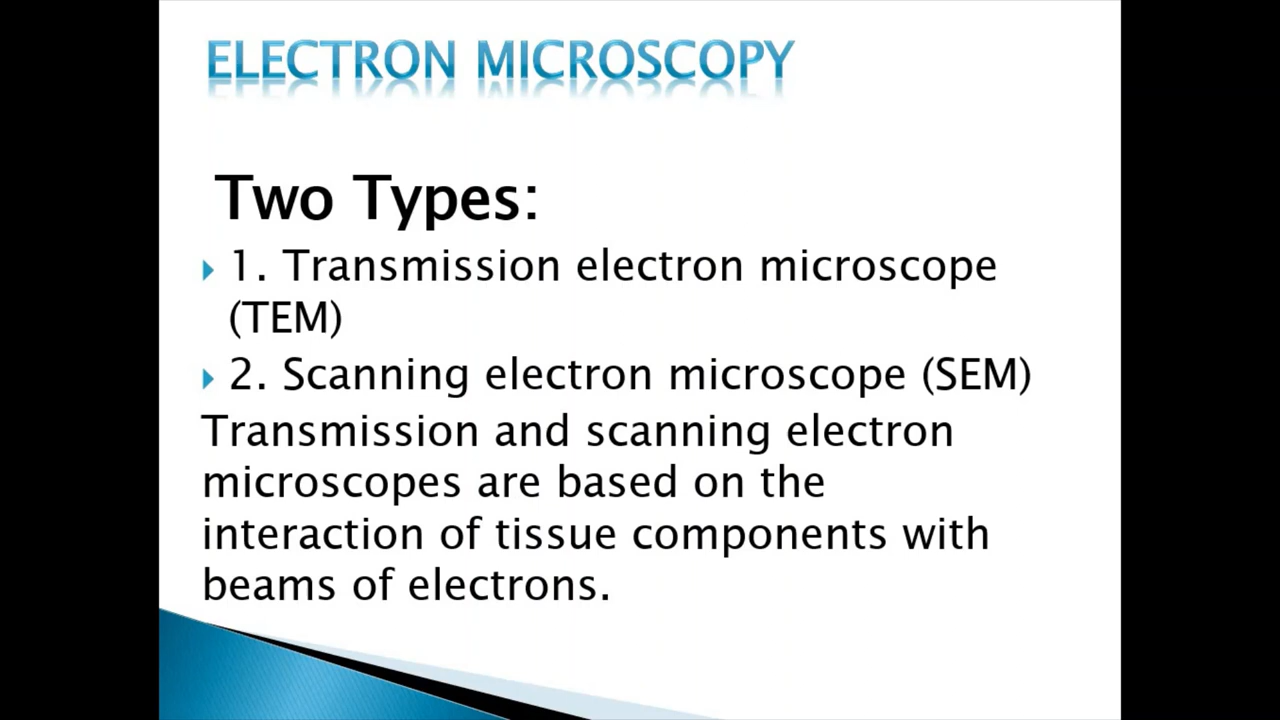 ELECTRON MICROSCOPY
Two Types:
1. Transmission electron microscope
(TEM)
2. Scanning electron microscope (SEM)
Transmission and scanning electron
microscopes are based on the
interaction of tissue components with
beams of electrons.